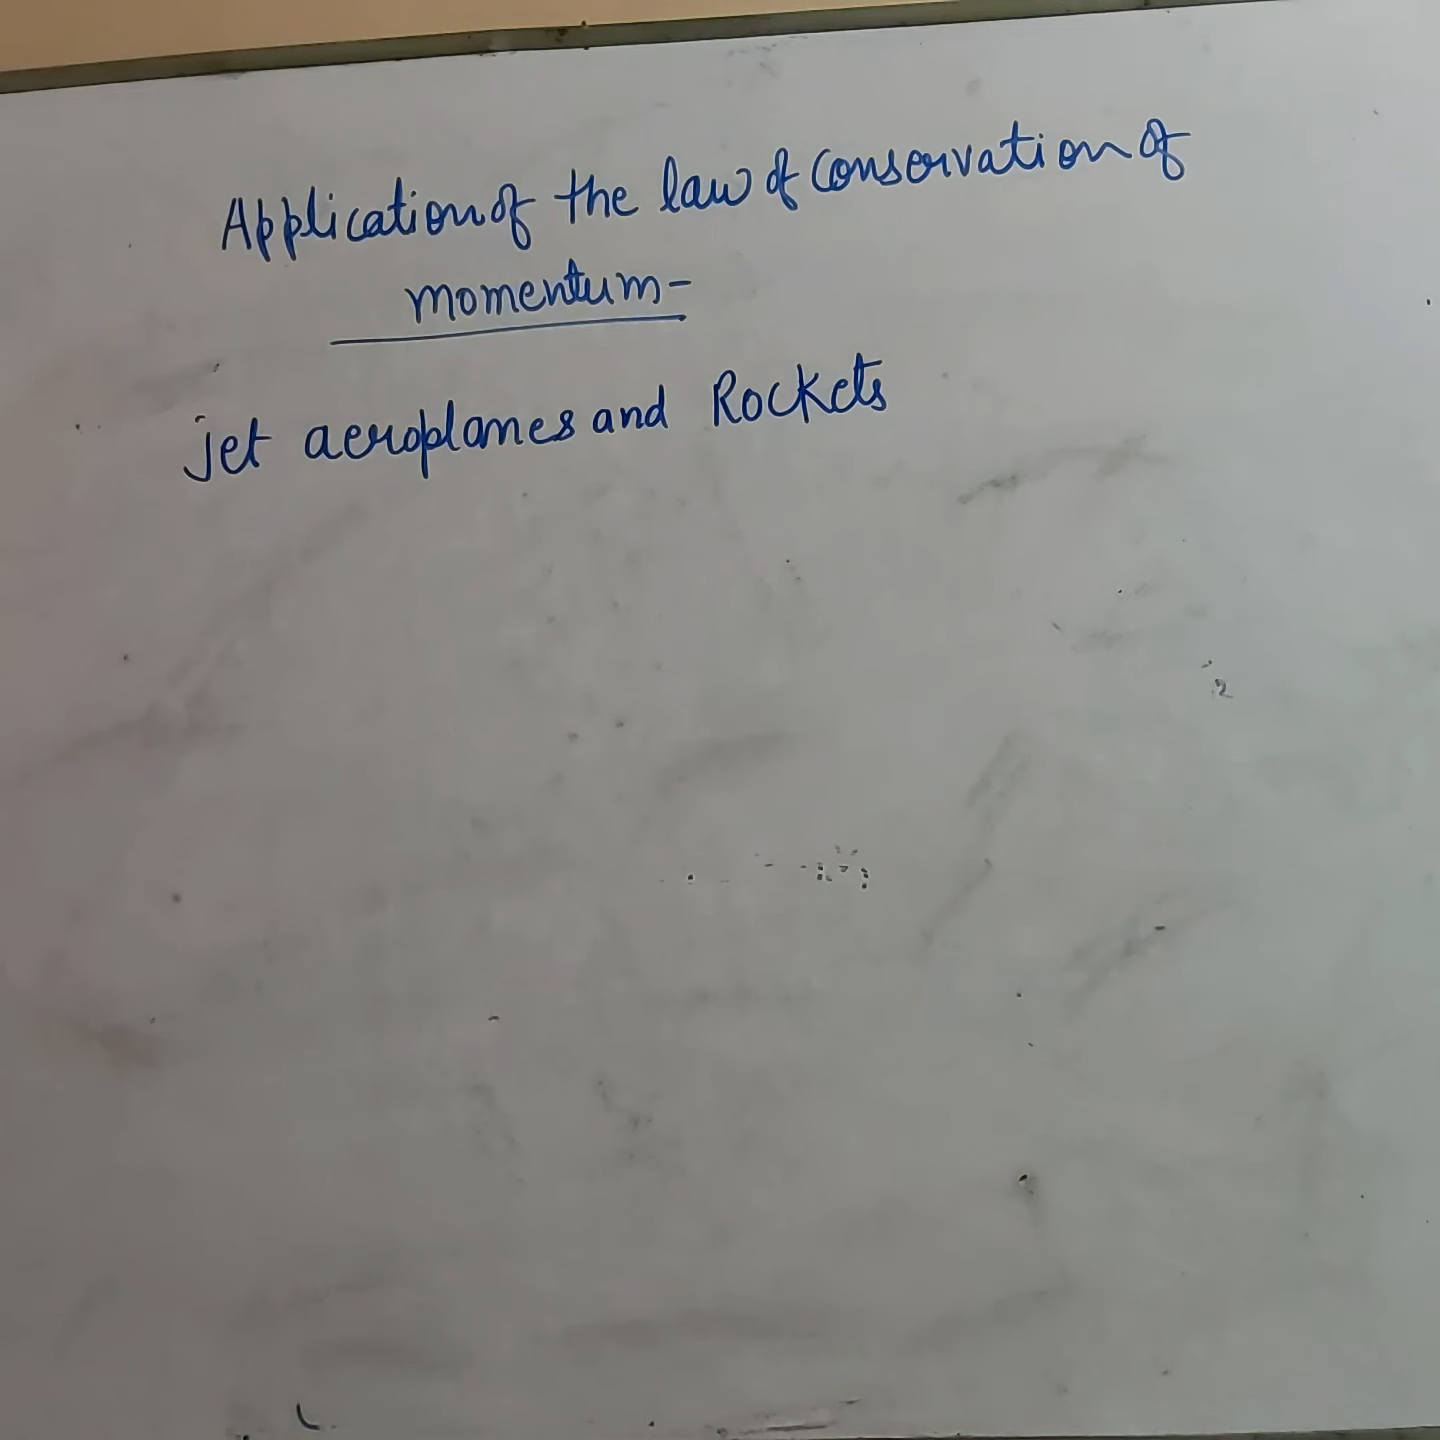 Application of the law of conservation of
momentum-
jet aeroplanes and Rockets